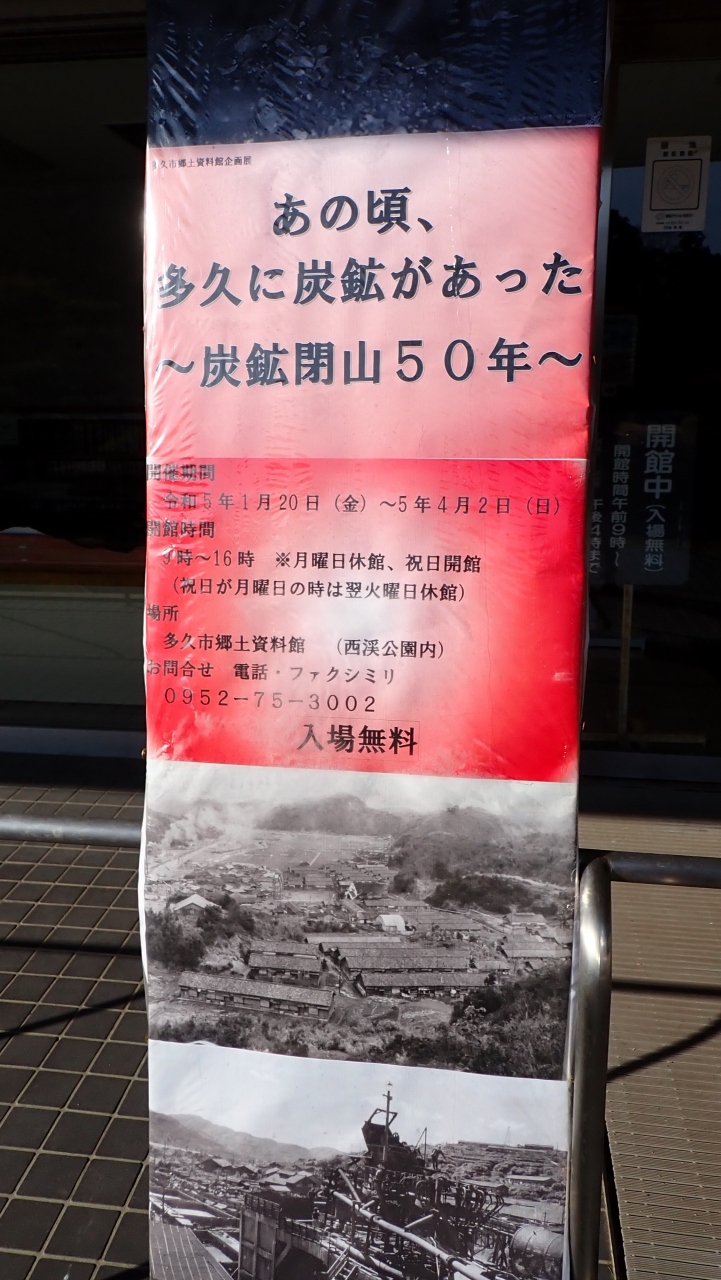 久市郷土資料館企画展
あの頃、
多久に炭鉱があった
～炭鉱閉山５０年～
開催期間
令和５年１月２０日（金）～５年４月２日（日）
開館時間
９時～１６時　※月曜日休館、祝日開館
（祝日が月曜日の時は翌火曜日休館）
場所
多久市郷土資料館　（西渓公園内）
お問合せ　電話・ファクシミリ
０９５２－７５－３００２
入場無料
開館中（入場無料）
開館時間午前９時～
午後４時まで